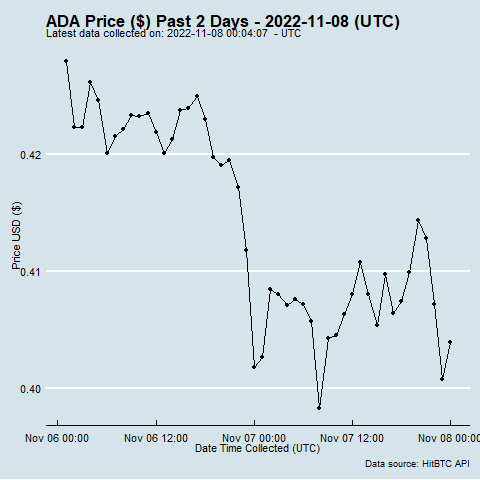 ADA Price ($) Past 2 Days - 2022-11-08 (UTC)
Latest data collected on: 2022-11-08 00:04:07 - UTC
0.42
0.41
0.40
Price USD ($)
Nov 06 00:00 Nov 06 12:00 Nov 07 00:00 Nov 07 12:00 Nov 08 00:00
Date Time Collected (UTC)
Data source: HitBTC API